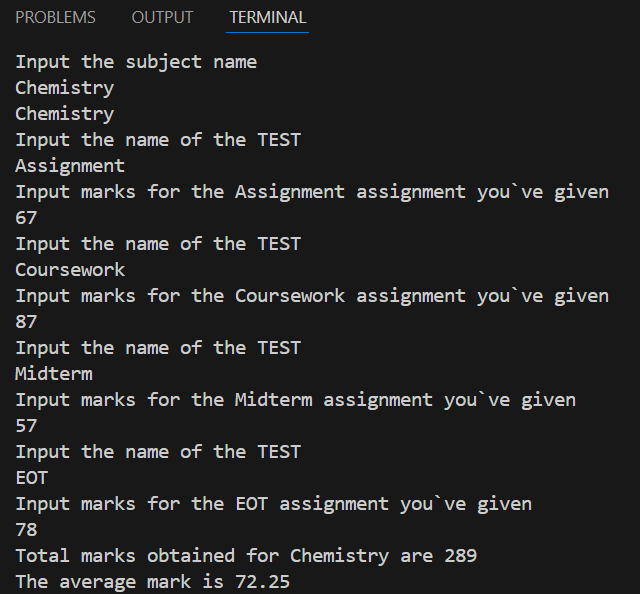 PROBLEMS OUTPUT TERMINAL
Input the subject name
Chemistry
Chemistry
Input the name of the TEST
Assignment
Input marks for the Assignment assignment you`ve given
67
Input the name of the TEST
Coursework
Input marks for the Coursework assignment you`ve given
87
Input the name of the TEST
Midterm
Input marks for the Midterm assignment you`ve given
57
Input the name of the TEST
EOT
Input marks for the EOT assignment you`ve given
78
Total marks obtained for Chemistry are 289
The average mark is 72.25